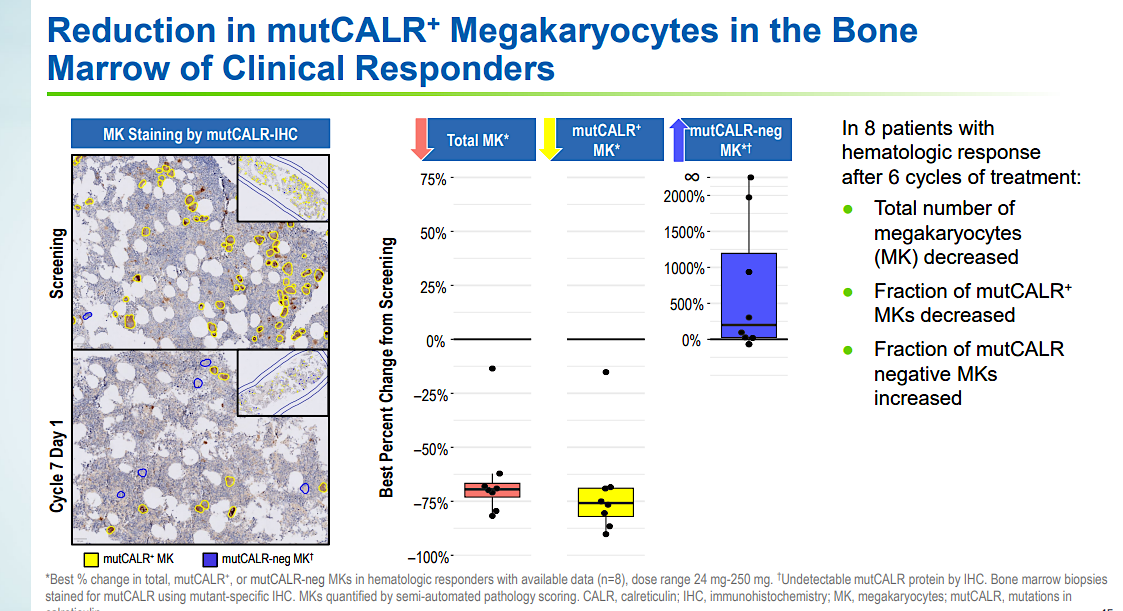 Reduction in mutCALR⁺ Megakaryocytes in the Bone
Marrow of Clinical Responders
MK Staining by mutCALR-IHC
Screening
Cycle 7 Day 1
mutCALR⁺ MK
mutCALR-neg MK†
Total MK*
mutCALR⁺
MK*
mutCALR-neg
MK*†
Best Percent Change from Screening
75%
50%
25%
0%
−25%
−50%
−75%
−100%
∞
2000%
1500%
1000%
500%
0%
In 8 patients with
hematologic response
after 6 cycles of treatment:
Total number of
megakaryocytes
(MK) decreased
Fraction of mutCALR⁺
MKs decreased
Fraction of mutCALR
negative MKs
increased
*Best % change in total, mutCALR⁺, or mutCALR-neg MKs in hematologic responders with available data (n=8), dose range 24 mg-250 mg. †Undetectable mutCALR protein by IHC. Bone marrow biopsies
stained for mutCALR using mutant-specific IHC. MKs quantified by semi-automated pathology scoring. CALR, calreticulin; IHC, immunohistochemistry; MK, megakaryocytes; mutCALR, mutations in